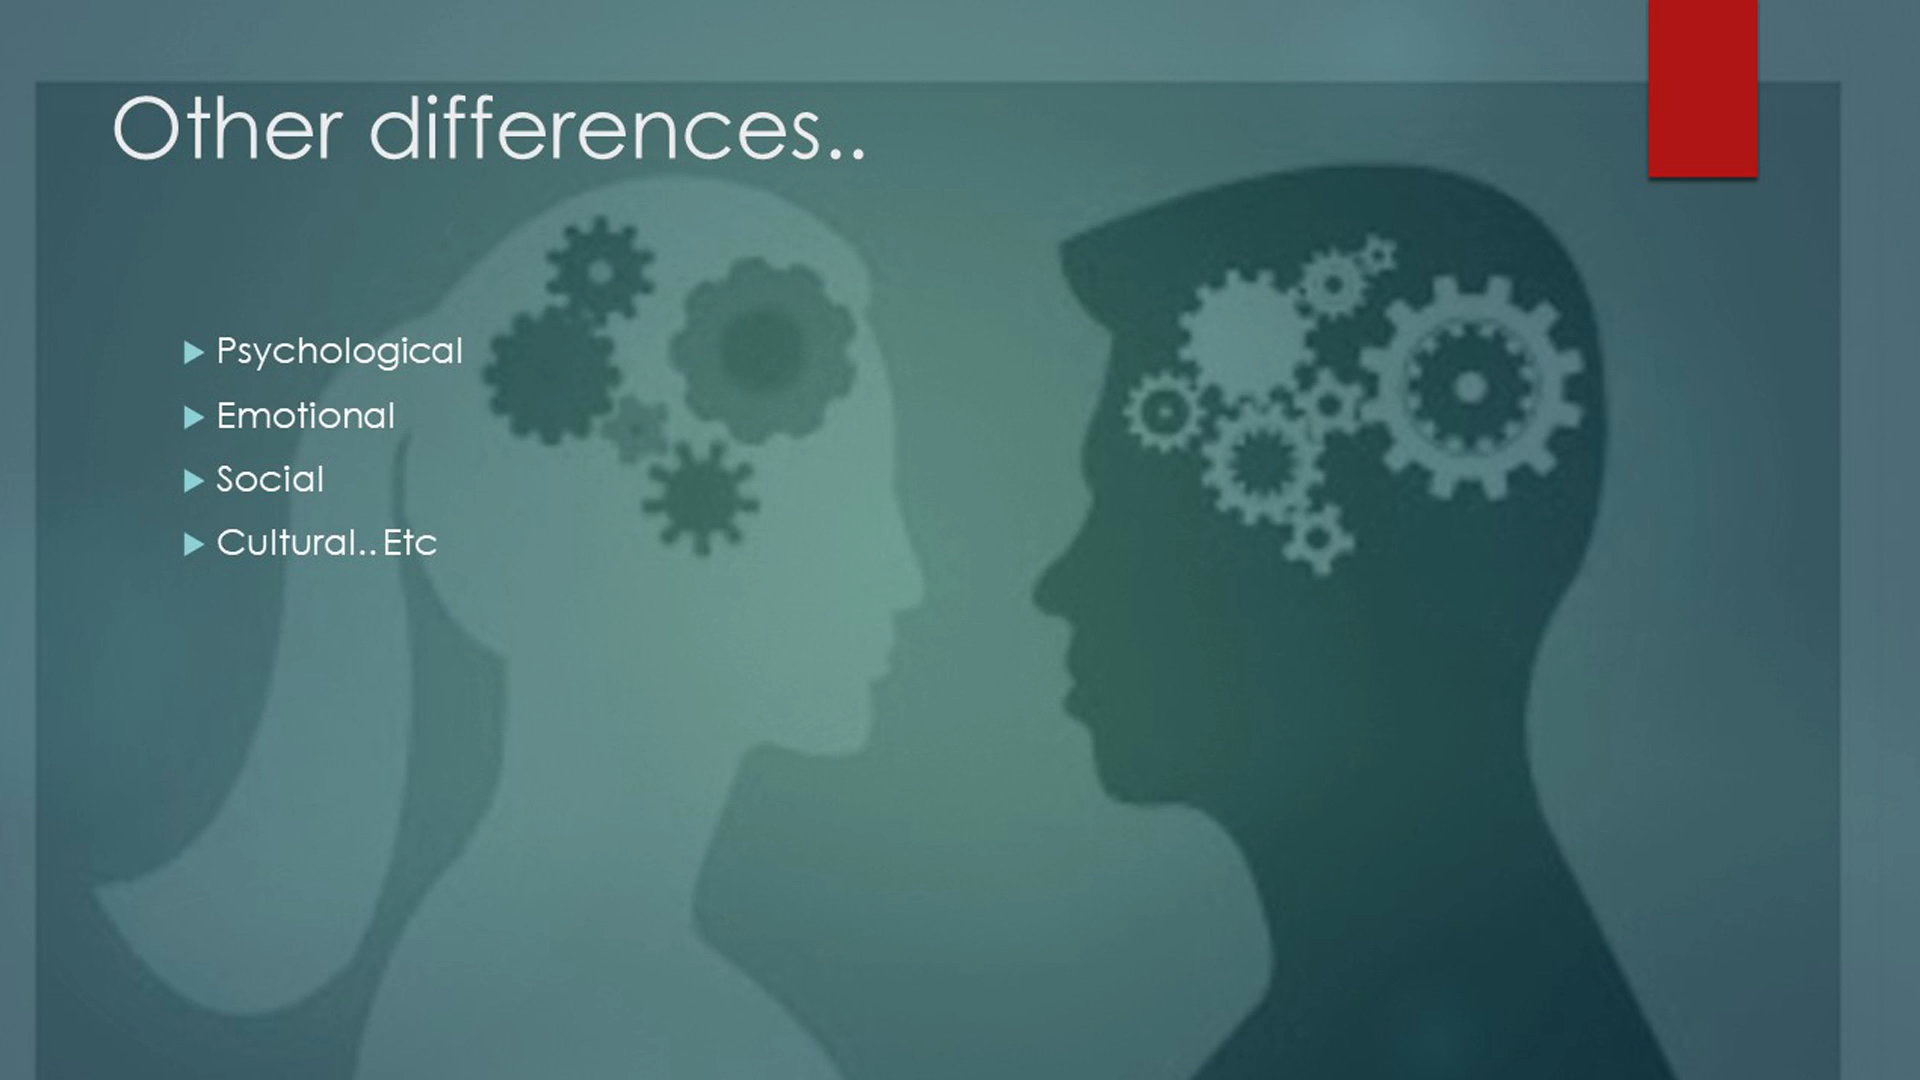 Other differences..
Psychological
Emotional
Social
Cultural..Etc